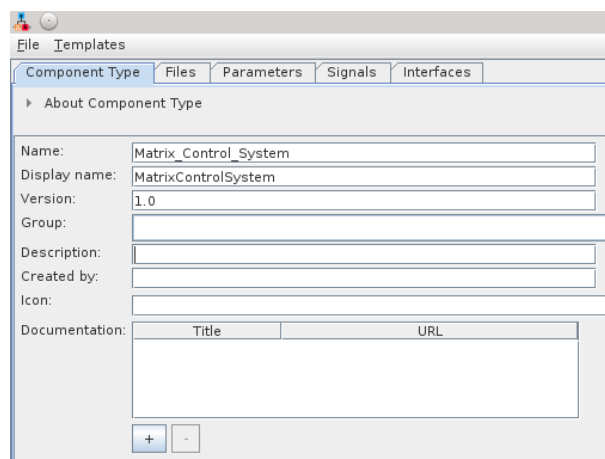 File Templates
Component Type Files Parameters Signals Interfaces
About Component Type
Name: Matrix_Control_System
Display name: MatrixControlSystem
Version: 1.0
Group:
Description:
Created by:
Icon:
Documentation: Title URL
+ -